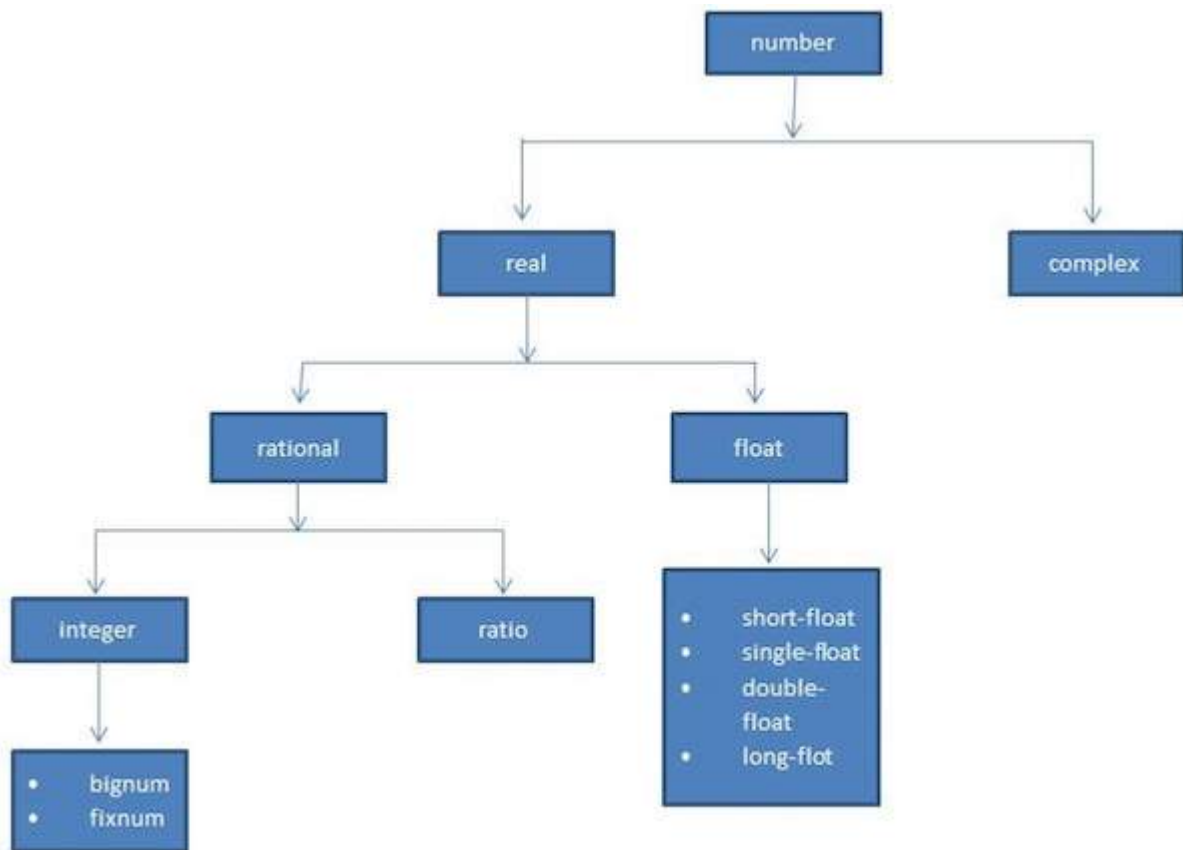 number
real
complex
rational
float
integer
ratio
• short-float
• single-float
• double-
float
• long-flot
• bignum
• fixnum